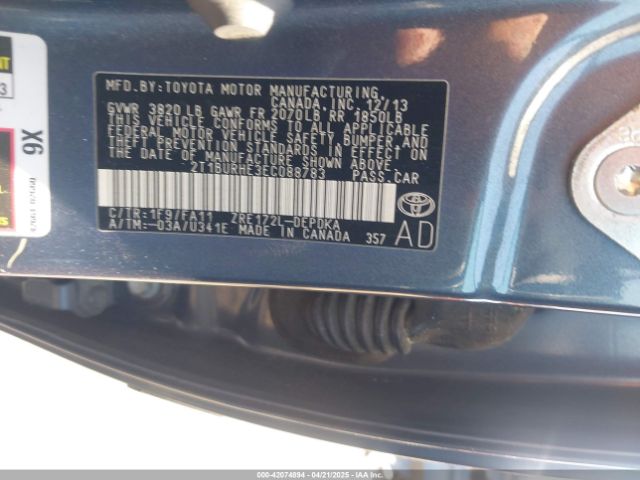 MFD.BY:TOYOTA MOTOR MANUFACTURING,
CANADA, INC. 12/13
GVWR 3820 LB GAWR FR 2070LB RR 1850LB
THIS VEHICLE CONFORMS TO ALL APPLICABLE
FEDERAL MOTOR VEHICLE SAFETY, BUMPER, AND
THEFT PREVENTION STANDARDS IN EFFECT ON
THE DATE OF MANUFACTURE SHOWN ABOVE.
2T1BURHE3EC088783 PASS.CAR
C/TR:1F9/FA11 ZRE172L-DEPDKA
A/TM:-03A/U341E MADE IN CANADA 357
TOYOTA
AD
9X
000-42074894 - 04/21/2025 - IAAI.COM